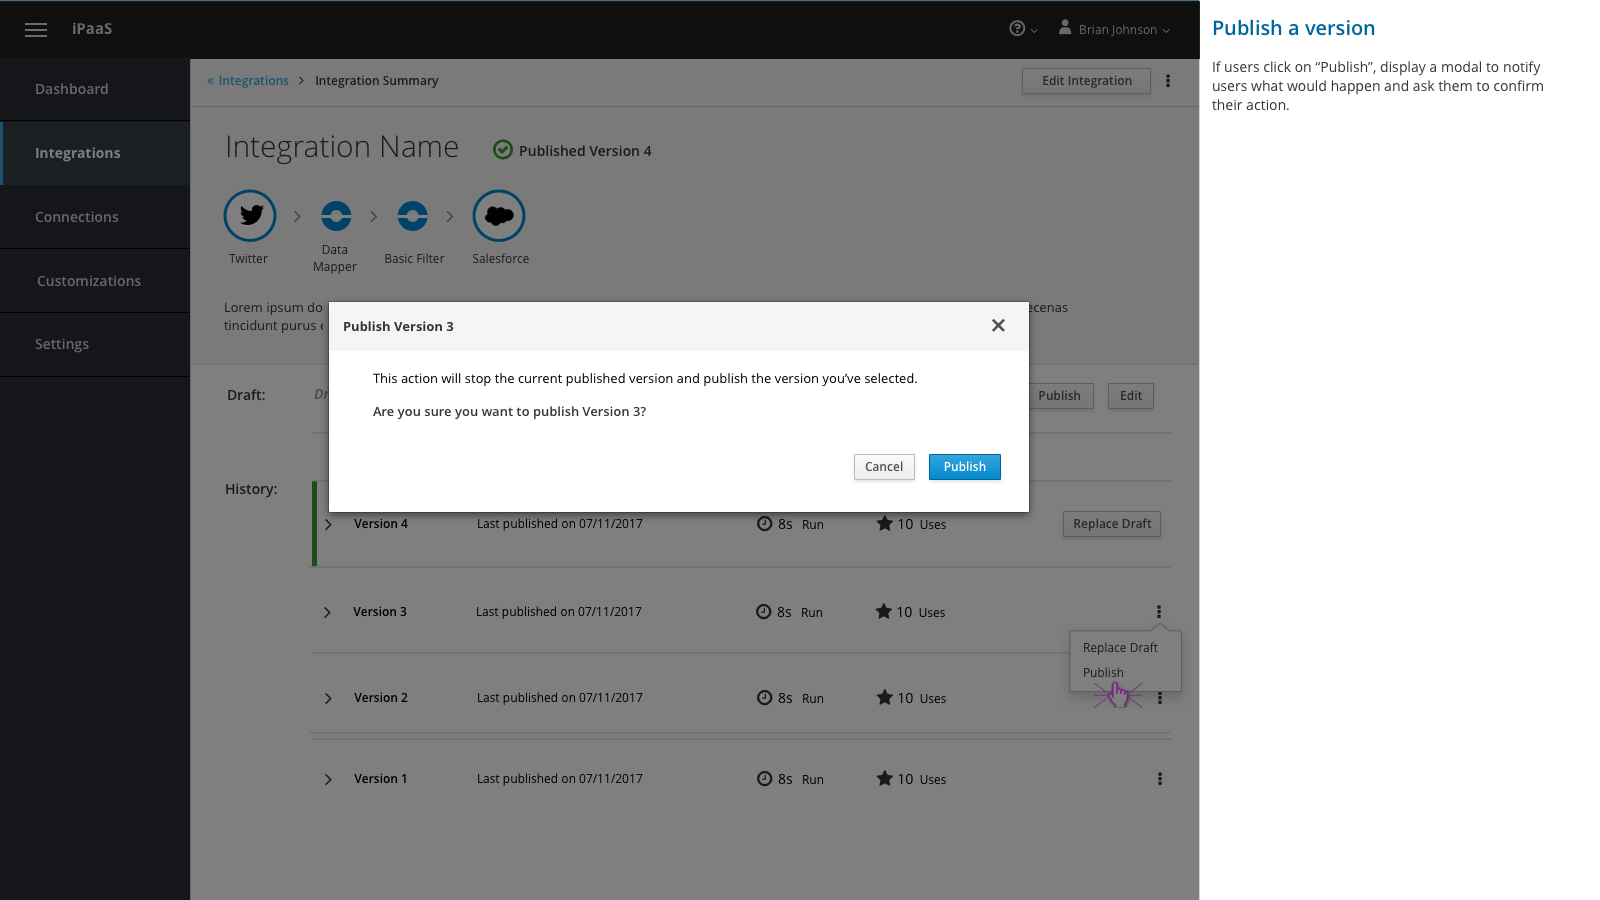 iPaaS
Brian Johnson
Dashboard
Integrations
Connections
Customizations
Settings
« Integrations > Integration Summary
Edit Integration
Integration Name
Published Version 4
Twitter
Data
Mapper
Basic Filter
Salesforce
Lorem ipsum do
ecenas
tincidunt purus
Publish Version 3
This action will stop the current published version and publish the version you've selected.
Are you sure you want to publish Version 3?
Cancel
Publish
Draft:
Dr
Publish
Edit
History:
Version 4 Last published on 07/11/2017 8s Run 10 Uses Replace Draft
Version 3 Last published on 07/11/2017 8s Run 10 Uses
Replace Draft
Publish
Version 2 Last published on 07/11/2017 8s Run 10 Uses
Version 1 Last published on 07/11/2017 8s Run 10 Uses
Publish a version
If users click on “Publish”, display a modal to notify
users what would happen and ask them to confirm
their action.